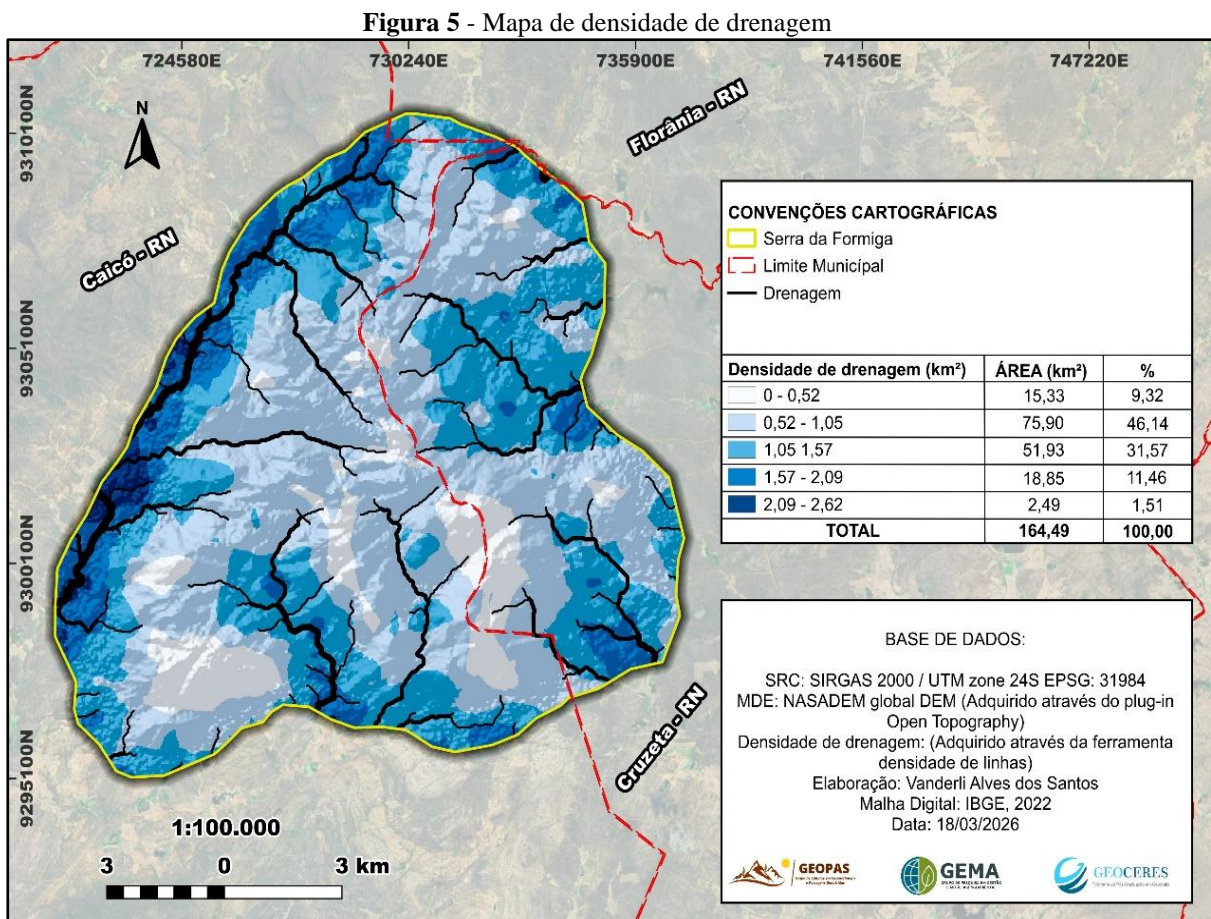 Figura 5 - Mapa de densidade de drenagem
724580E 730240E 735900E 741560E 747220E
9310100N
9305100N
9300100N
9295100N
N
Florânia - RN
Caicó - RN
Cruzeta - RN
1:100.000
3 0 3 km
CONVENÇÕES CARTOGRÁFICAS
Serra da Formiga
Limite Municípal
Drenagem
Densidade de drenagem (km²) ÁREA (km²) %
0 - 0,52 15,33 9,32
0,52 - 1,05 75,90 46,14
1,05 1,57 51,93 31,57
1,57 - 2,09 18,85 11,46
2,09 - 2,62 2,49 1,51
TOTAL 164,49 100,00
BASE DE DADOS:
SRC: SIRGAS 2000 / UTM zone 24S EPSG: 31984
MDE: NASADEM global DEM (Adquirido através do plug-in
Open Topography)
Densidade de drenagem: (Adquirido através da ferramenta
densidade de linhas)
Elaboração: Vanderli Alves dos Santos
Malha Digital: IBGE, 2022
Data: 18/03/2026
GEOPAS
GEMA
GEOCERES